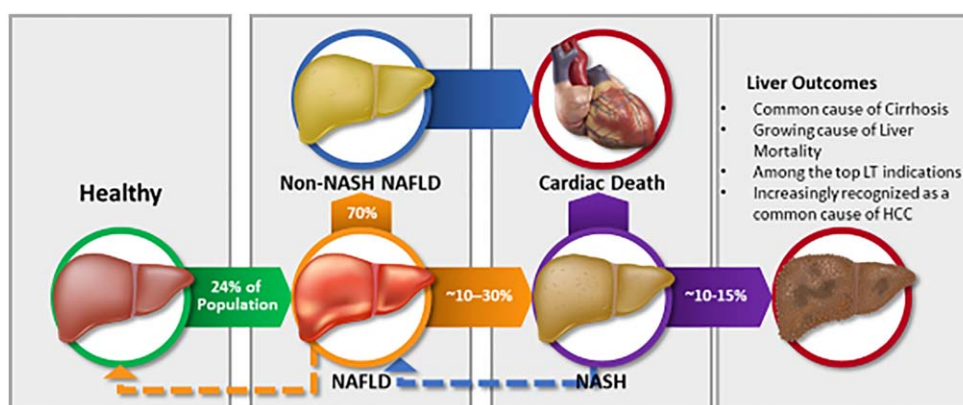 Healthy
24% of
Population
Non-NASH NAFLD
70%
NAFLD
~10–30%
Cardiac Death
NASH
~10-15%
Liver Outcomes
• Common cause of Cirrhosis
• Growing cause of Liver
Mortality
• Among the top LT indications
• Increasingly recognized as a
common cause of HCC